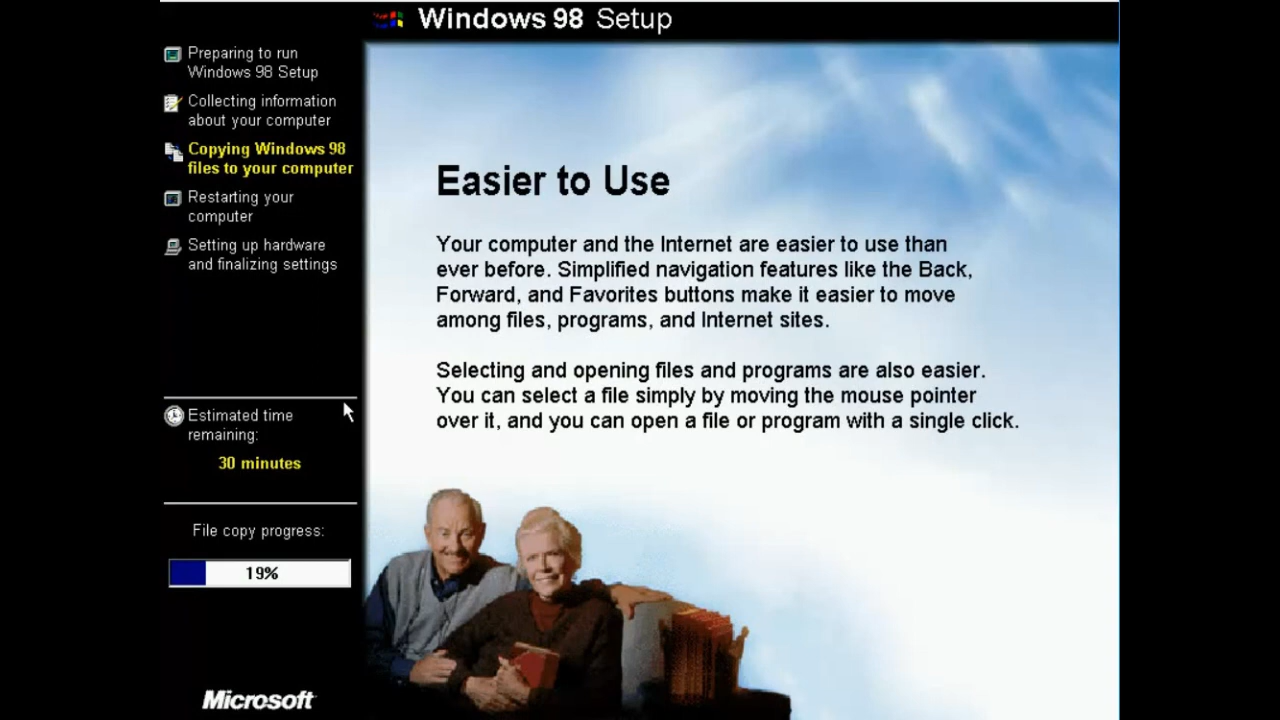 Windows 98 Setup
Preparing to run
Windows 98 Setup
Collecting information
about your computer
Copying Windows 98
files to your computer
Restarting your
computer
Setting up hardware
and finalizing settings
Estimated time
remaining:
30 minutes
File copy progress:
19%
Microsoft
Easier to Use
Your computer and the Internet are easier to use than
ever before. Simplified navigation features like the Back,
Forward, and Favorites buttons make it easier to move
among files, programs, and Internet sites.
Selecting and opening files and programs are also easier.
You can select a file simply by moving the mouse pointer
over it, and you can open a file or program with a single click.